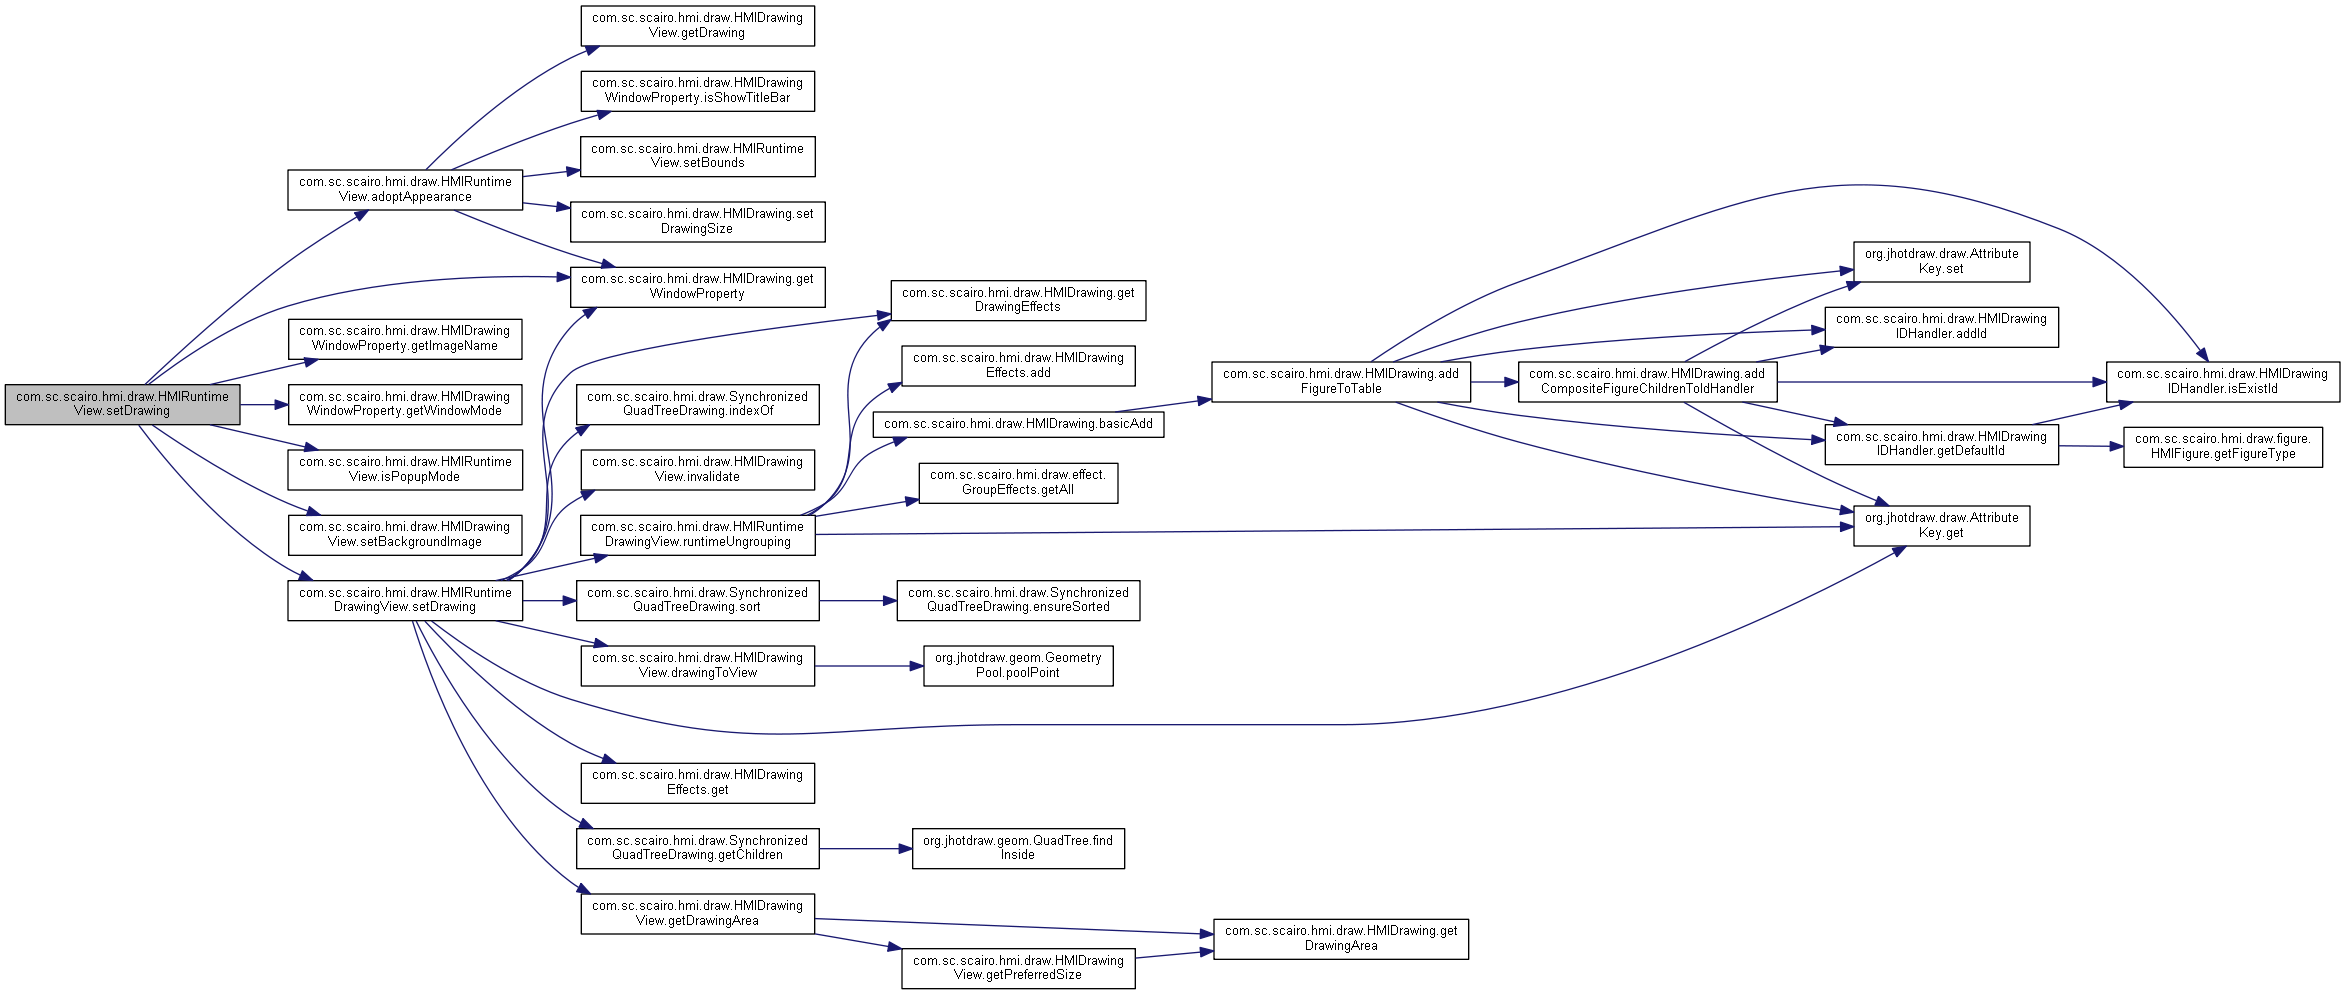 com.sc.scairo.hmi.draw.HMIRuntime
View.setDrawing
com.sc.scairo.hmi.draw.HMIRuntime
View.adoptAppearance
com.sc.scairo.hmi.draw.HMIDrawing
WindowProperty.getImageName
com.sc.scairo.hmi.draw.HMIDrawing
WindowProperty.getWindowMode
com.sc.scairo.hmi.draw.HMIRuntime
View.isPopupMode
com.sc.scairo.hmi.draw.HMIDrawing
View.setBackgroundImage
com.sc.scairo.hmi.draw.HMIRuntime
DrawingView.setDrawing
com.sc.scairo.hmi.draw.HMIDrawing
View.getDrawing
com.sc.scairo.hmi.draw.HMIDrawing
WindowProperty.isShowTitleBar
com.sc.scairo.hmi.draw.HMIRuntime
View.setBounds
com.sc.scairo.hmi.draw.HMIDrawing.set
DrawingSize
com.sc.scairo.hmi.draw.HMIDrawing.get
WindowProperty
com.sc.scairo.hmi.draw.Synchronized
QuadTreeDrawing.indexOf
com.sc.scairo.hmi.draw.HMIDrawing
View.invalidate
com.sc.scairo.hmi.draw.HMIRuntime
DrawingView.runtimeUngrouping
com.sc.scairo.hmi.draw.Synchronized
QuadTreeDrawing.sort
com.sc.scairo.hmi.draw.HMIDrawing
View.drawingToView
com.sc.scairo.hmi.draw.HMIDrawing
Effects.get
com.sc.scairo.hmi.draw.Synchronized
QuadTreeDrawing.getChildren
com.sc.scairo.hmi.draw.HMIDrawing
View.getDrawingArea
com.sc.scairo.hmi.draw.HMIDrawing.get
DrawingEffects
com.sc.scairo.hmi.draw.HMIDrawing
Effects.add
com.sc.scairo.hmi.draw.HMIDrawing.basicAdd
com.sc.scairo.hmi.draw.effect.
GroupEffects.getAll
com.sc.scairo.hmi.draw.Synchronized
QuadTreeDrawing.ensureSorted
org.jhotdraw.geom.Geometry
Pool.poolPoint
org.jhotdraw.geom.QuadTree.find
Inside
com.sc.scairo.hmi.draw.HMIDrawing
View.getPreferredSize
com.sc.scairo.hmi.draw.HMIDrawing.add
FigureToTable
com.sc.scairo.hmi.draw.HMIDrawing.get
DrawingArea
com.sc.scairo.hmi.draw.HMIDrawing.add
CompositeFigureChildrenToIdHandler
org.jhotdraw.draw.Attribute
Key.set
com.sc.scairo.hmi.draw.HMIDrawing
IDHandler.addId
com.sc.scairo.hmi.draw.HMIDrawing
IDHandler.getDefaultId
org.jhotdraw.draw.Attribute
Key.get
com.sc.scairo.hmi.draw.HMIDrawing
IDHandler.isExistId
com.sc.scairo.hmi.draw.figure.
HMIFigure.getFigureType